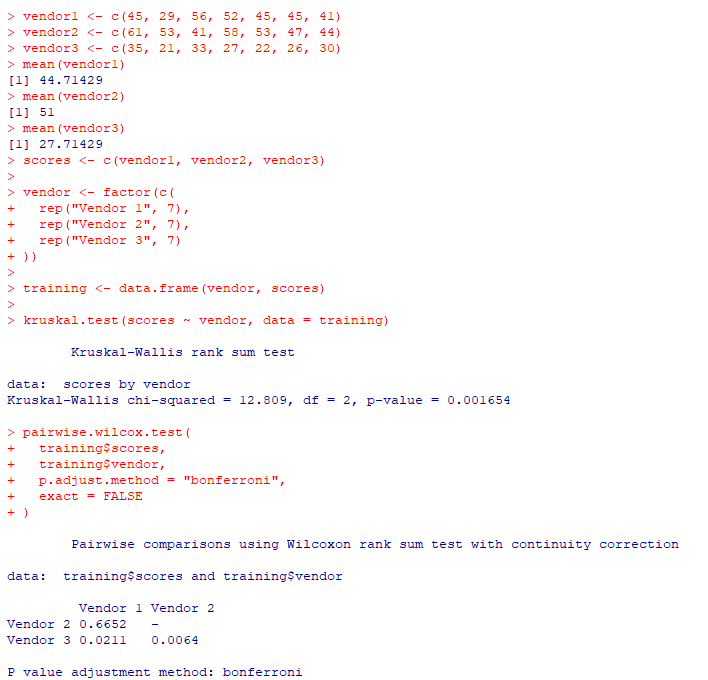 > vendor1 <- c(45, 29, 56, 52, 45, 45, 41)
> vendor2 <- c(61, 53, 41, 58, 53, 47, 44)
> vendor3 <- c(35, 21, 33, 27, 22, 26, 30)
> mean(vendor1)
[1] 44.71429
> mean(vendor2)
[1] 51
> mean(vendor3)
[1] 27.71429
> scores <- c(vendor1, vendor2, vendor3)
>
> vendor <- factor(c(
+   rep("Vendor 1", 7),
+   rep("Vendor 2", 7),
+   rep("Vendor 3", 7)
+ ))
>
> training <- data.frame(vendor, scores)
>
> kruskal.test(scores ~ vendor, data = training)
        Kruskal-Wallis rank sum test
data:  scores by vendor
Kruskal-Wallis chi-squared = 12.809, df = 2, p-value = 0.001654
> pairwise.wilcox.test(
+   training$scores,
+   training$vendor,
+   p.adjust.method = "bonferroni",
+   exact = FALSE
+ )
        Pairwise comparisons using Wilcoxon rank sum test with continuity correction
data:  training$scores and training$vendor
         Vendor 1 Vendor 2
Vendor 2 0.6652   -
Vendor 3 0.0211   0.0064
P value adjustment method: bonferroni